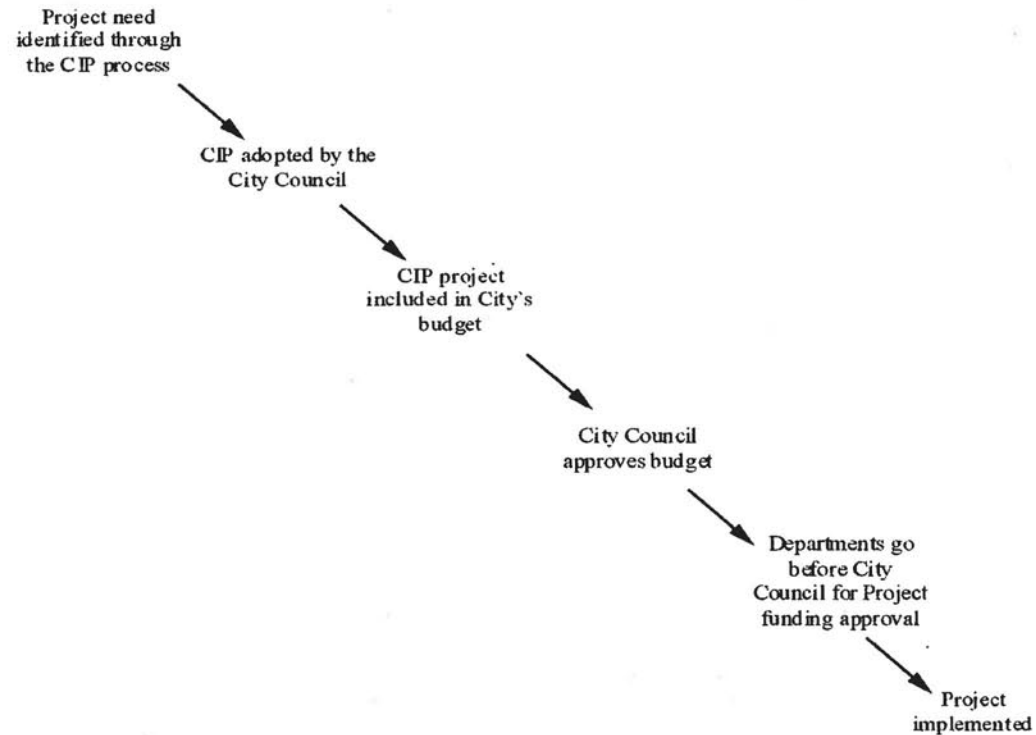 Project need
identified through
the CIP process
CIP adopted by the
City Council
CIP project
included in City`s
budget
City Council
approves budget
Departments go
before City
Council for Project
funding approval
Project
implemented